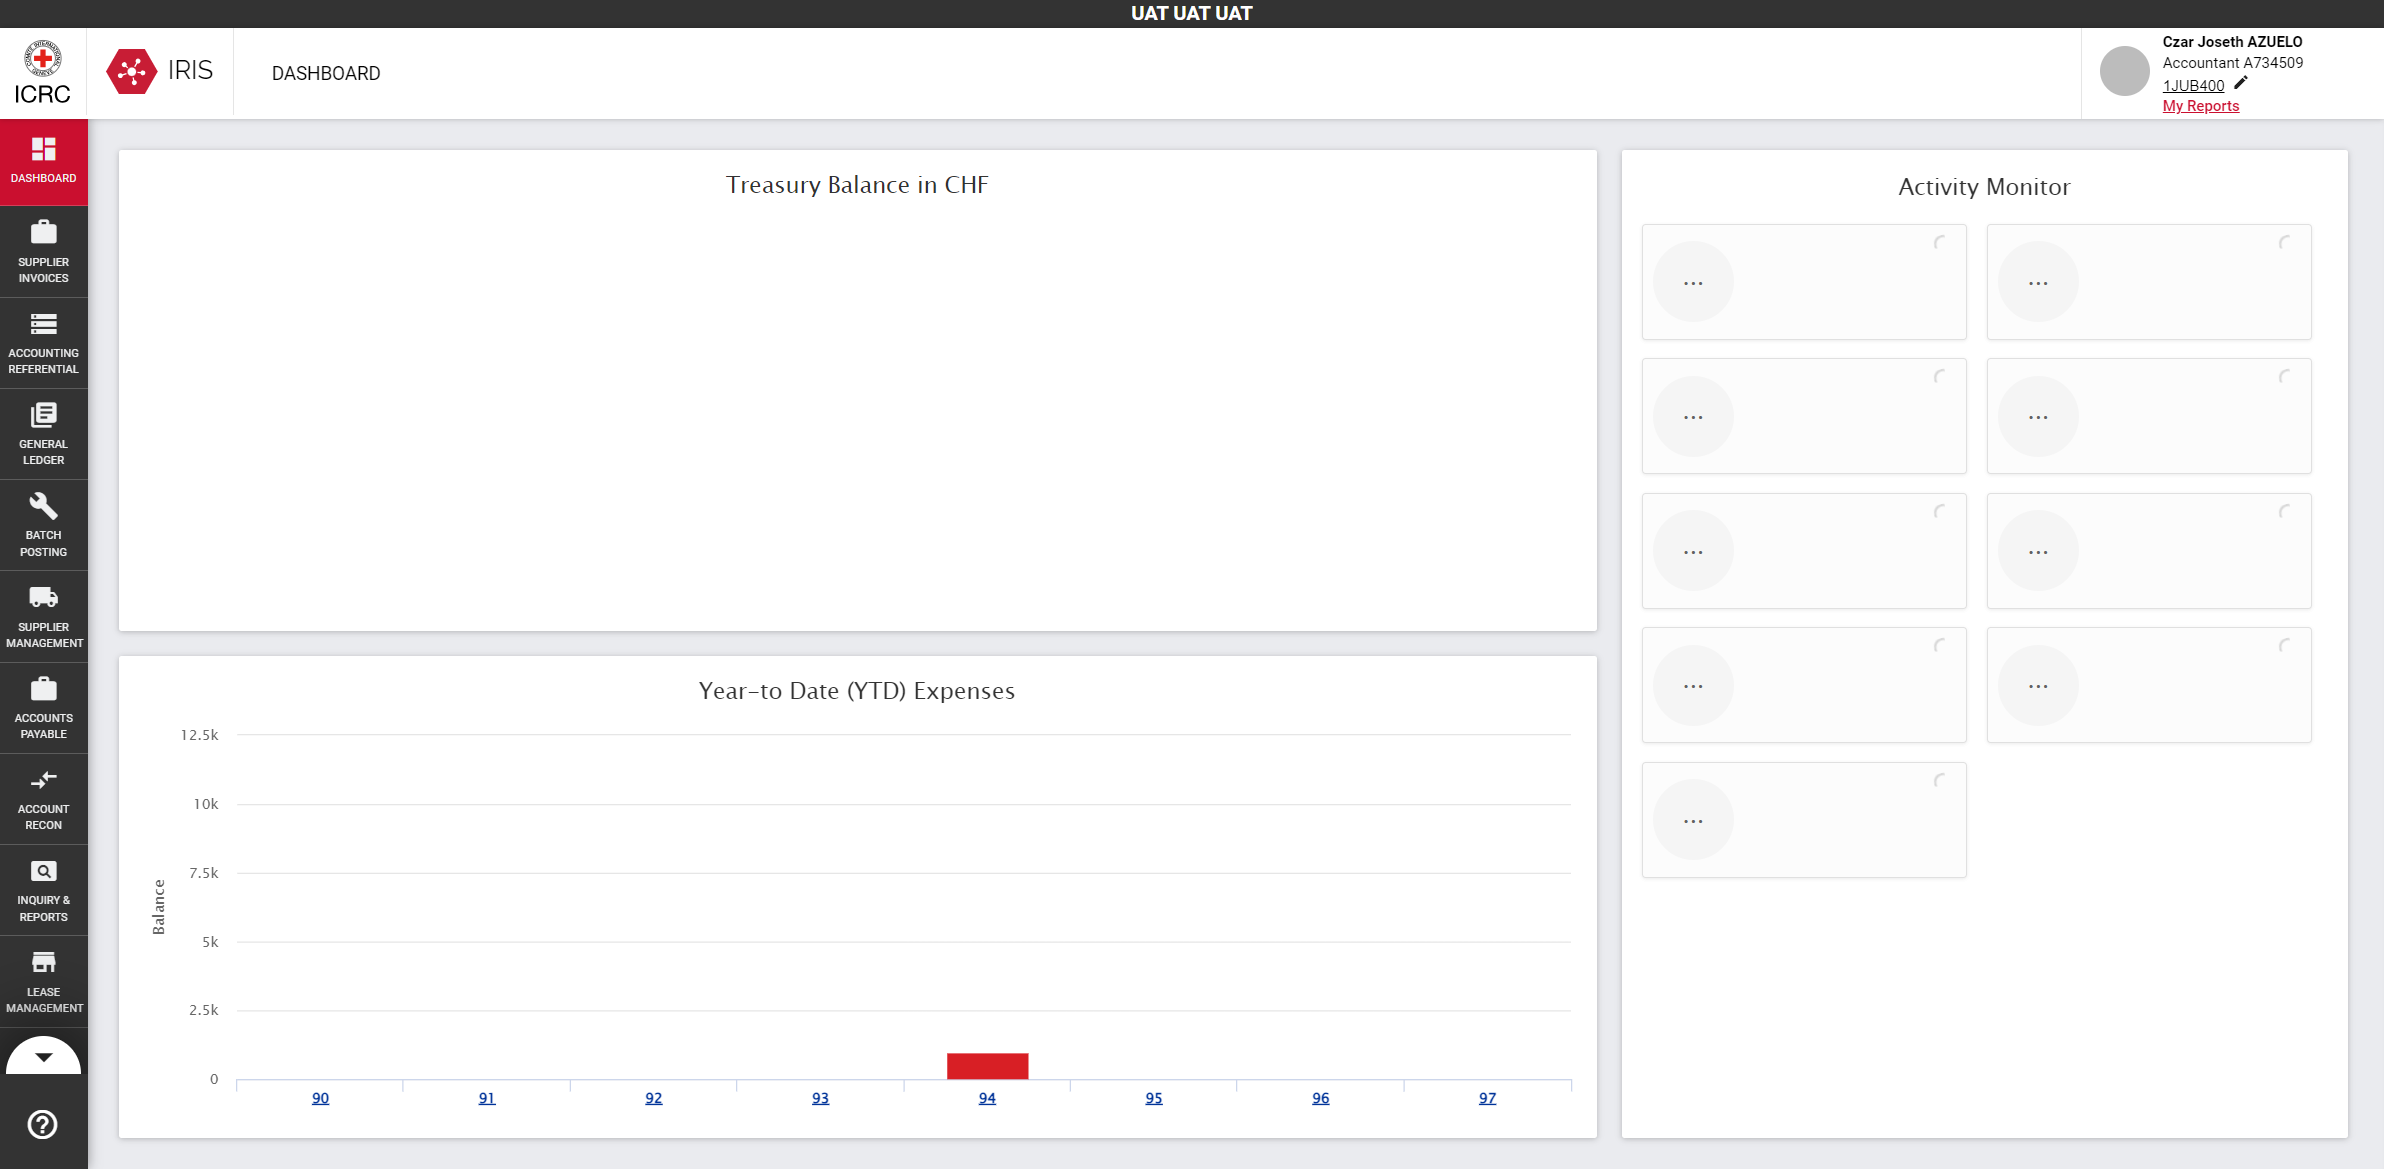 UAT UAT UAT
ICRC
IRIS
DASHBOARD
Czar Joseth AZUELO
Accountant A734509
1JUB400
My Reports
DASHBOARD
SUPPLIER
INVOICES
ACCOUNTING
REFERENTIAL
GENERAL
LEDGER
BATCH
POSTING
SUPPLIER
MANAGEMENT
ACCOUNTS
PAYABLE
ACCOUNT
RECON
INQUIRY &
REPORTS
LEASE
MANAGEMENT
Treasury Balance in CHF
Year-to Date (YTD) Expenses
Balance
12.5k
10k
7.5k
5k
2.5k
0
90 91 92 93 94 95 96 97
Activity Monitor
... ...
... ...
... ...
... ...
...